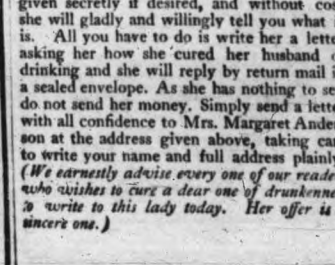 given secretly if desired, and without co
she will gladly and willingly tell you what
is. All you have to do is write her a lette
asking her how she cured her husband
drinking and she will reply by return mail
a sealed envelope. As she has nothing to se
do not send her money. Simply send a lette
with all confidence to Mrs. Margaret Ander
son at the address given above, taking car
to write your name and full address plainl
(We earnestly advise every one of our reade
who wishes to cure a dear one of drunkenne
to write to this lady today. Her offer is
sincere one.)